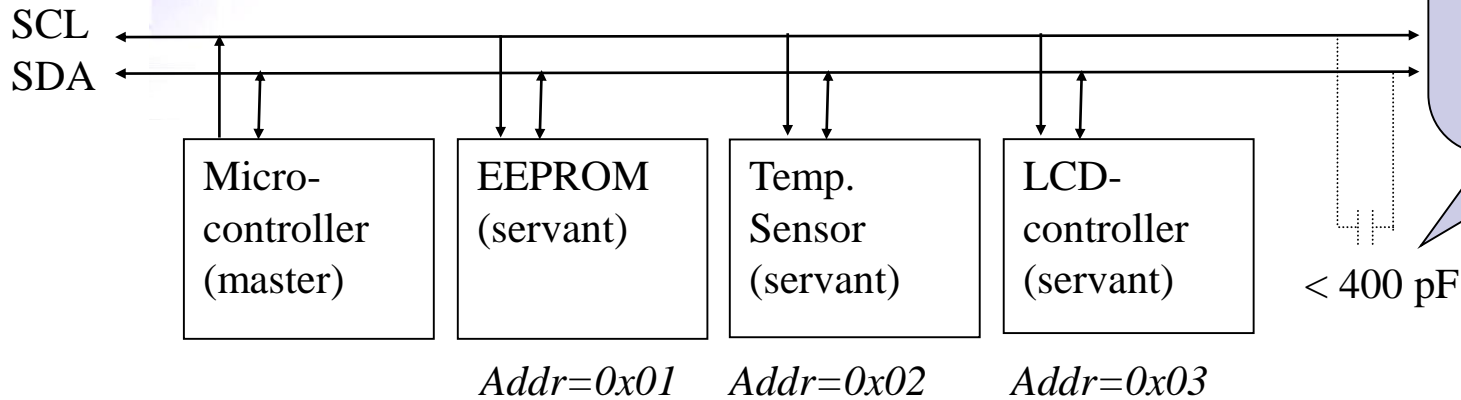 SCL
SDA
Micro-
controller
(master)
EEPROM
(servant)
Temp.
Sensor
(servant)
LCD-
controller
(servant)
< 400 pF
Addr=0x01
Addr=0x02
Addr=0x03